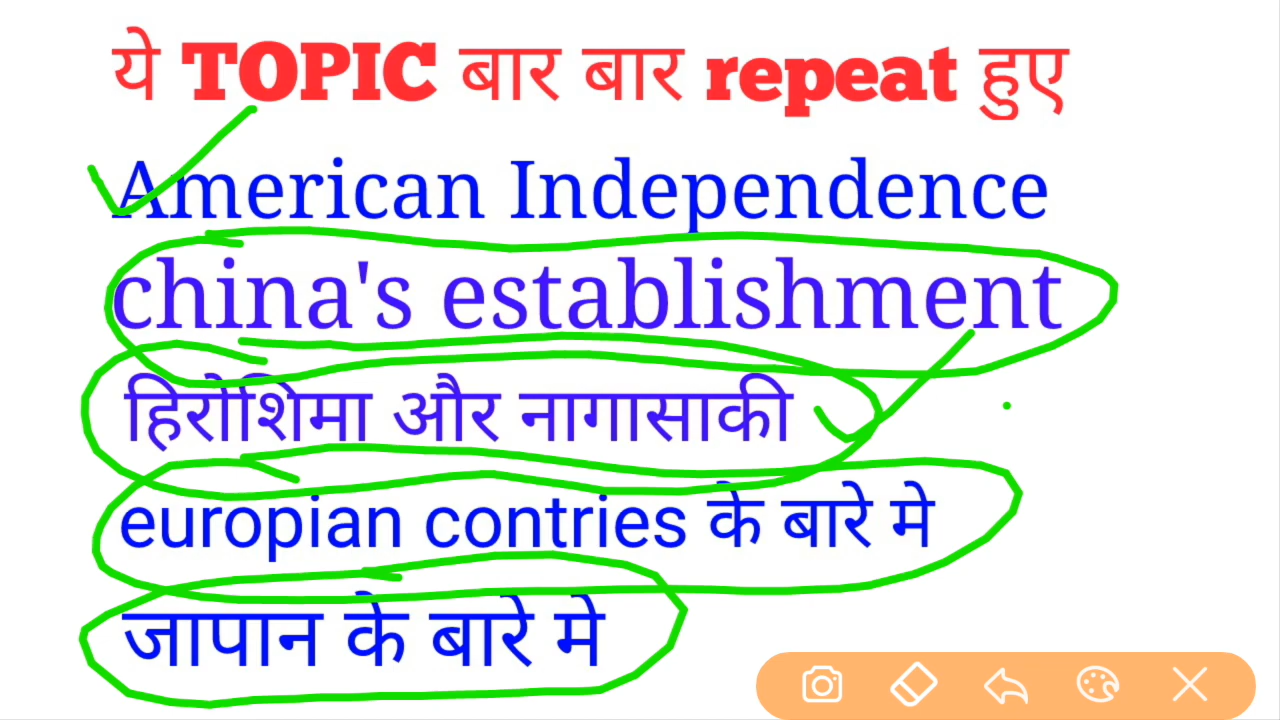 ये TOPIC बार बार repeat हुए
American Independence
china's establishment
हिरोशिमा और नागासाकी
europian contries के बारे मे
जापान के बारे मे